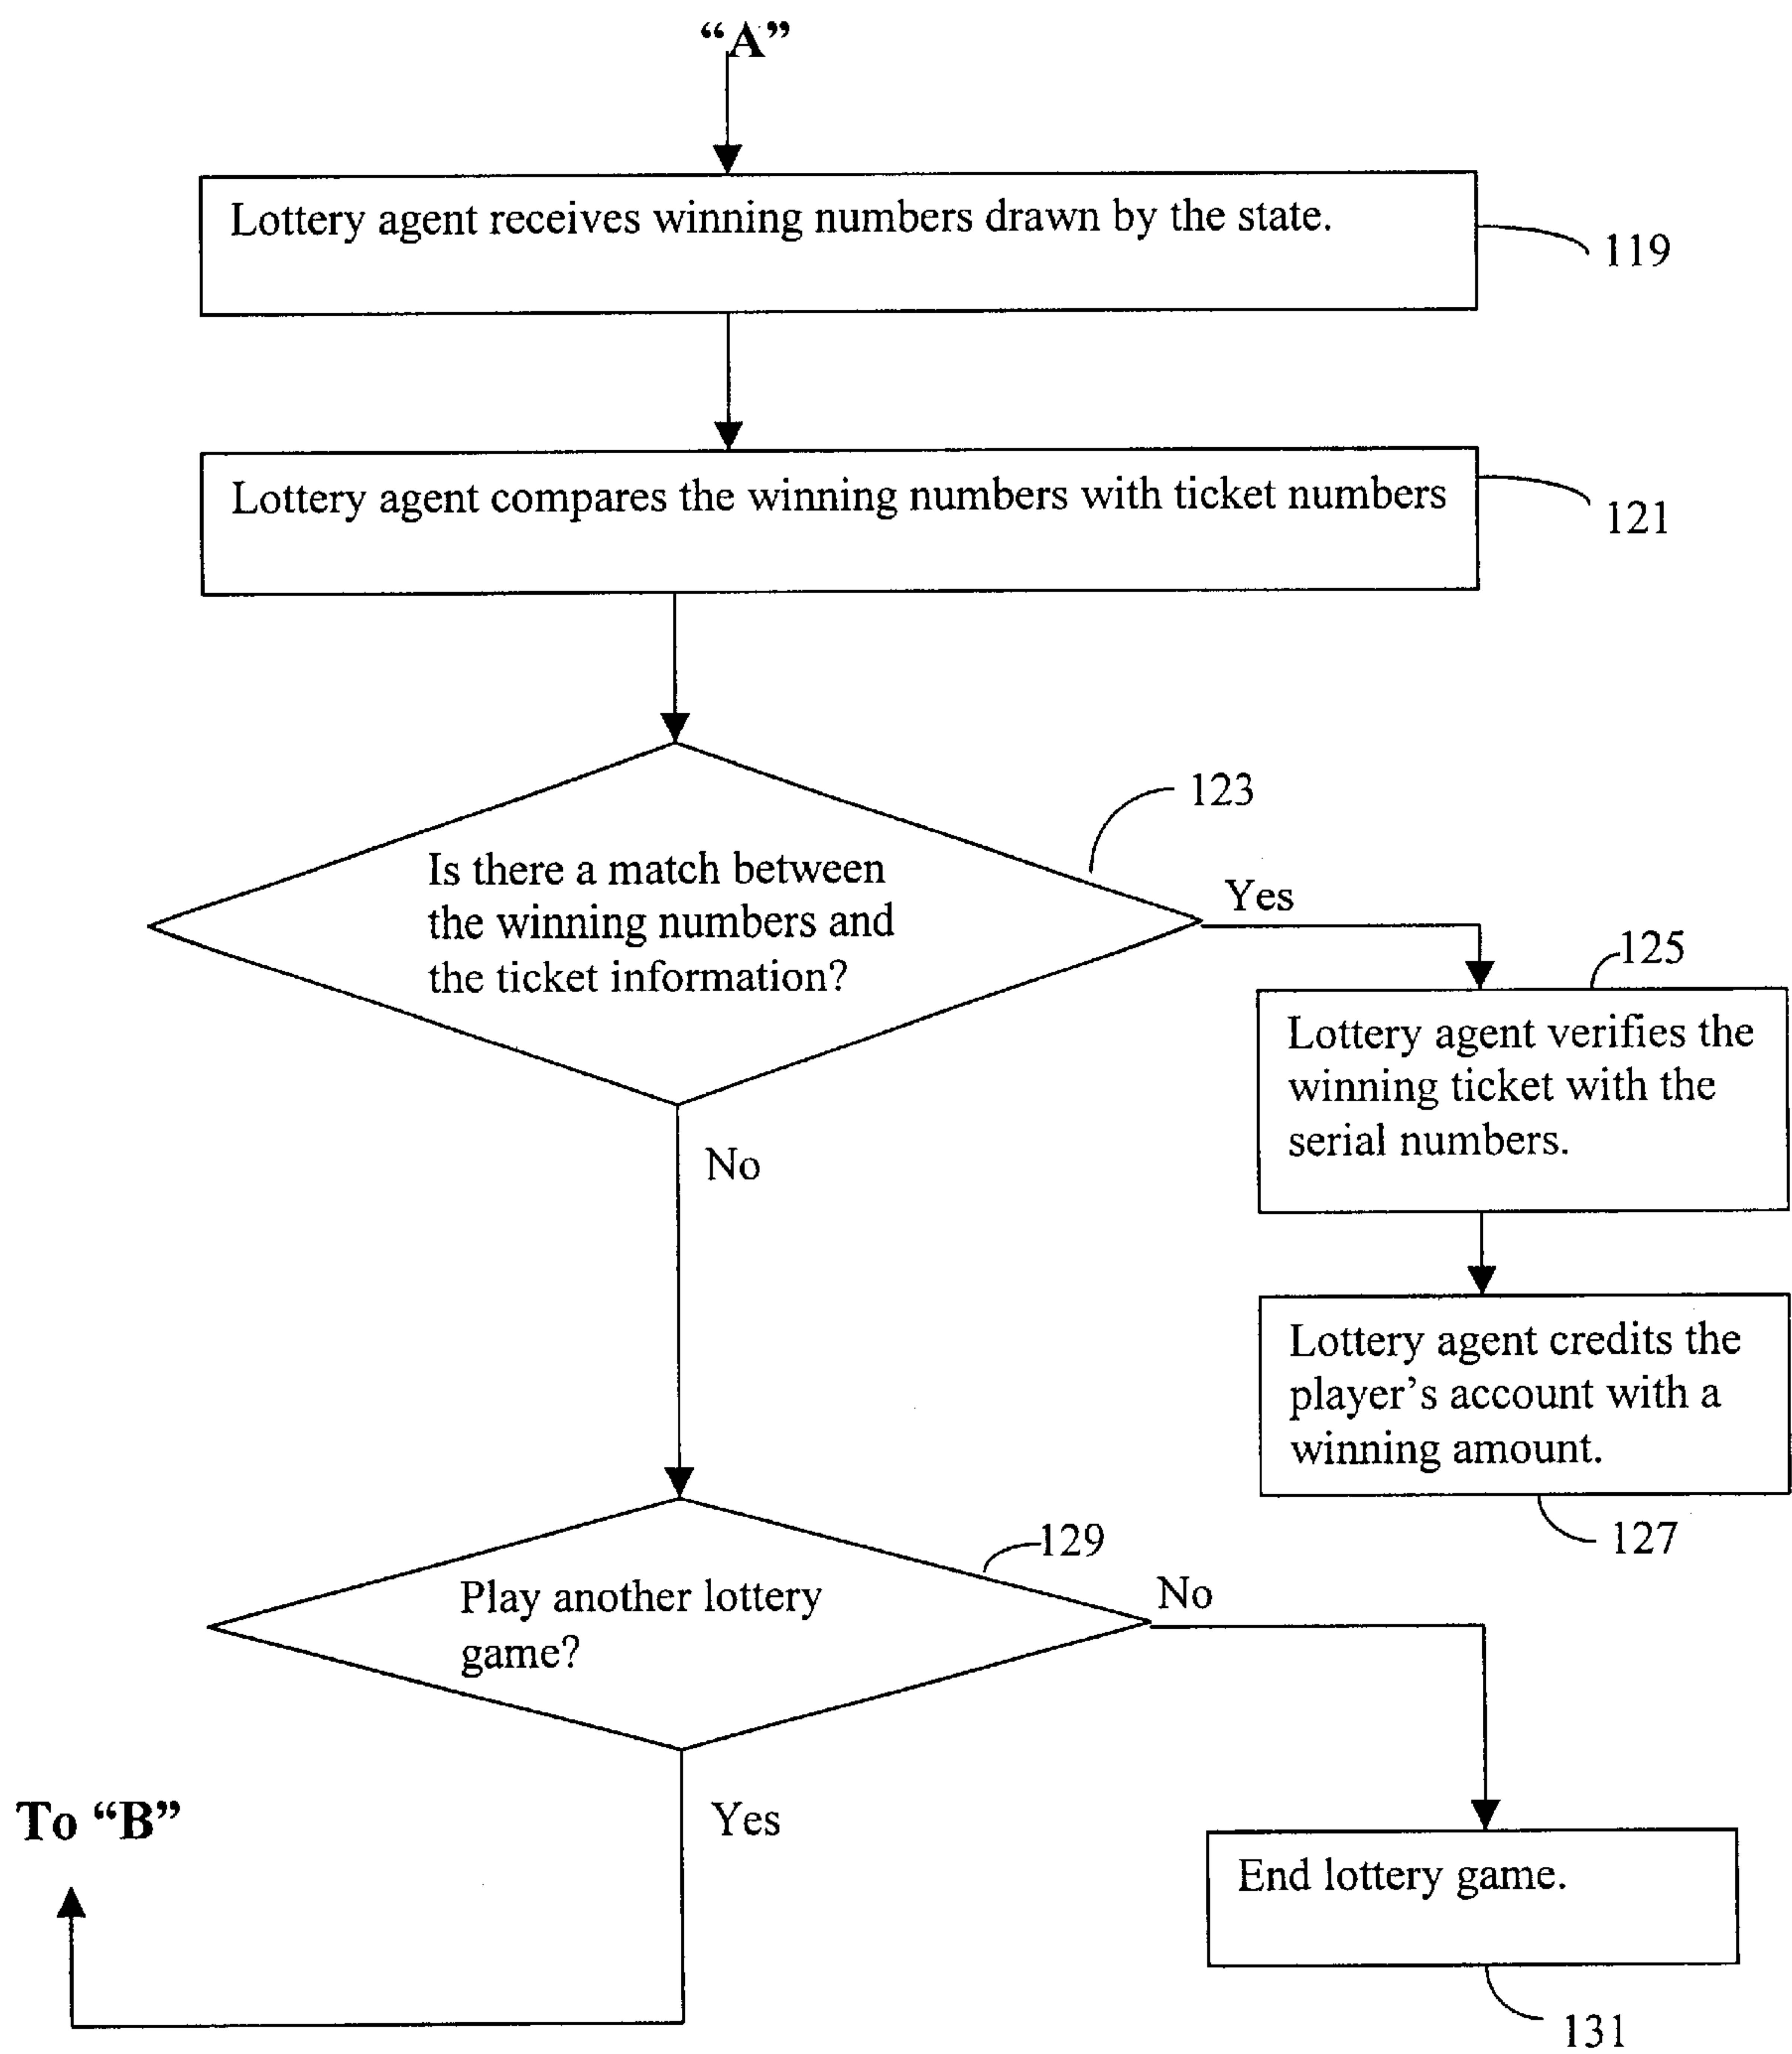 “A”
Lottery agent receives winning numbers drawn by the state.
119
Lottery agent compares the winning numbers with ticket numbers
121
123
Is there a match between
the winning numbers and
the ticket information?
Yes
125
Lottery agent verifies the
winning ticket with the
serial numbers.
No
Lottery agent credits the
player’s account with a
winning amount.
127
129
Play another lottery
game?
No
To “B”
Yes
End lottery game.
131